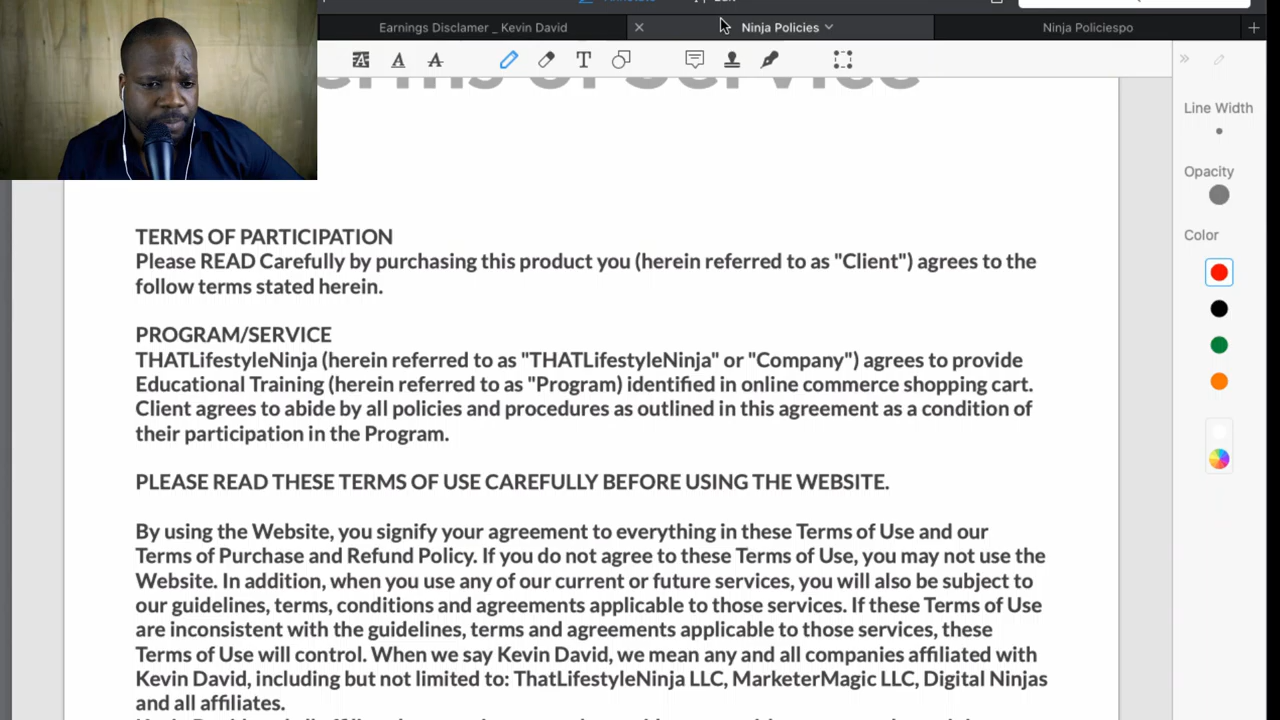 Earnings Disclamer _ Kevin David
Ninja Policies
Ninja Policiespo
Terms of Service
Line Width
Opacity
Color
TERMS OF PARTICIPATION
Please READ Carefully by purchasing this product you (herein referred to as "Client") agrees to the
follow terms stated herein.
PROGRAM/SERVICE
THATLifestyleNinja (herein referred to as "THATLifestyleNinja" or "Company") agrees to provide
Educational Training (herein referred to as "Program) identified in online commerce shopping cart.
Client agrees to abide by all policies and procedures as outlined in this agreement as a condition of
their participation in the Program.
PLEASE READ THESE TERMS OF USE CAREFULLY BEFORE USING THE WEBSITE.
By using the Website, you signify your agreement to everything in these Terms of Use and our
Terms of Purchase and Refund Policy. If you do not agree to these Terms of Use, you may not use the
Website. In addition, when you use any of our current or future services, you will also be subject to
our guidelines, terms, conditions and agreements applicable to those services. If these Terms of Use
are inconsistent with the guidelines, terms and agreements applicable to those services, these
Terms of Use will control. When we say Kevin David, we mean any and all companies affiliated with
Kevin David, including but not limited to: ThatLifestyleNinja LLC, MarketerMagic LLC, Digital Ninjas
and all affiliates.